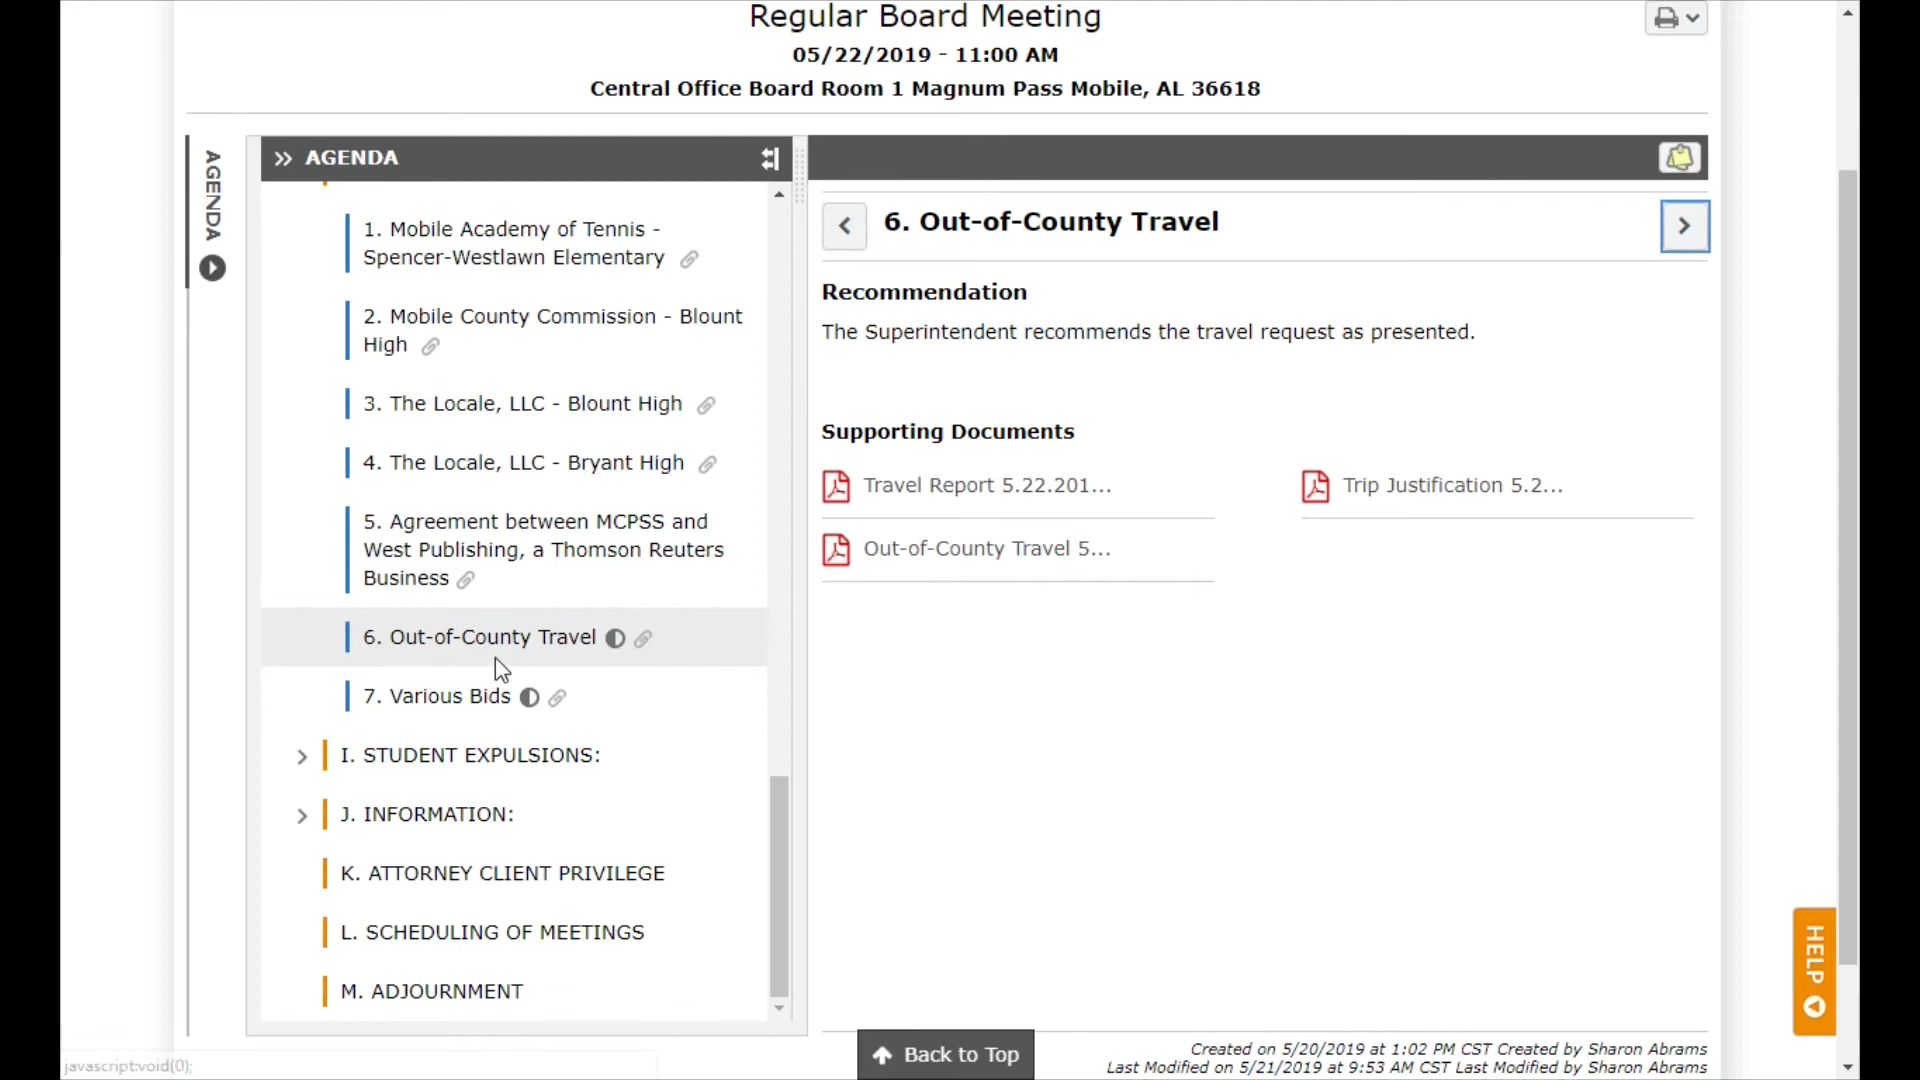 Regular Board Meeting
05/22/2019 - 11:00 AM
Central Office Board Room 1 Magnum Pass Mobile, AL 36618
AGENDA
AGENDA
1. Mobile Academy of Tennis -
Spencer-Westlawn Elementary
2. Mobile County Commission - Blount
High
3. The Locale, LLC - Blount High
4. The Locale, LLC - Bryant High
5. Agreement between MCPSS and
West Publishing, a Thomson Reuters
Business
6. Out-of-County Travel
7. Various Bids
I. STUDENT EXPULSIONS:
J. INFORMATION:
K. ATTORNEY CLIENT PRIVILEGE
L. SCHEDULING OF MEETINGS
M. ADJOURNMENT
6. Out-of-County Travel
Recommendation
The Superintendent recommends the travel request as presented.
Supporting Documents
Travel Report 5.22.201...
Trip Justification 5.2...
Out-of-County Travel 5...
HELP
Back to Top
Created on 5/20/2019 at 1:02 PM CST Created by Sharon Abrams
Last Modified on 5/21/2019 at 9:53 AM CST Last Modified by Sharon Abrams
javascript:void(0);